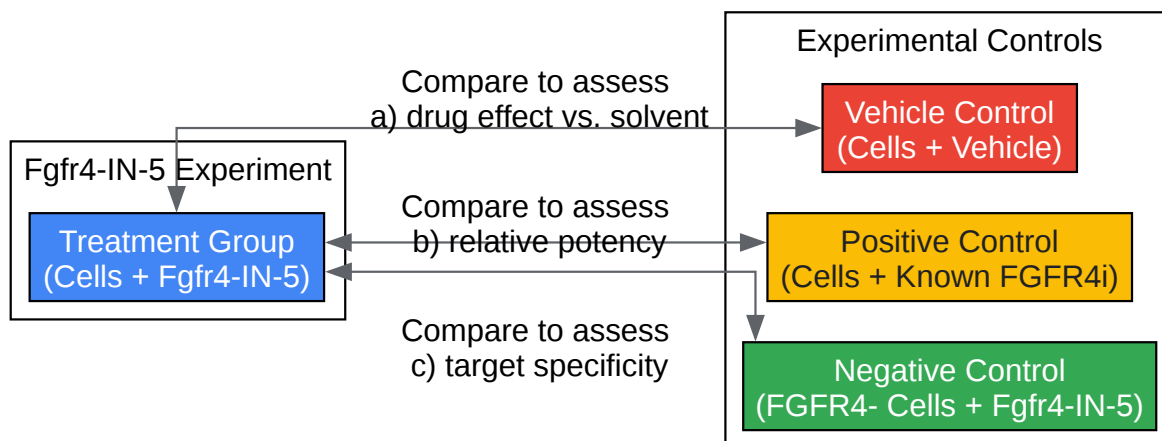 Experimental Controls
Compare to assess
a) drug effect vs. solvent
Vehicle Control
(Cells + Vehicle)
Fgfr4-IN-5 Experiment
Treatment Group
(Cells + Fgfr4-IN-5)
Compare to assess
b) relative potency
Positive Control
(Cells + Known FGFR4i)
Compare to assess
c) target specificity
Negative Control
(FGFR4- Cells + Fgfr4-IN-5)